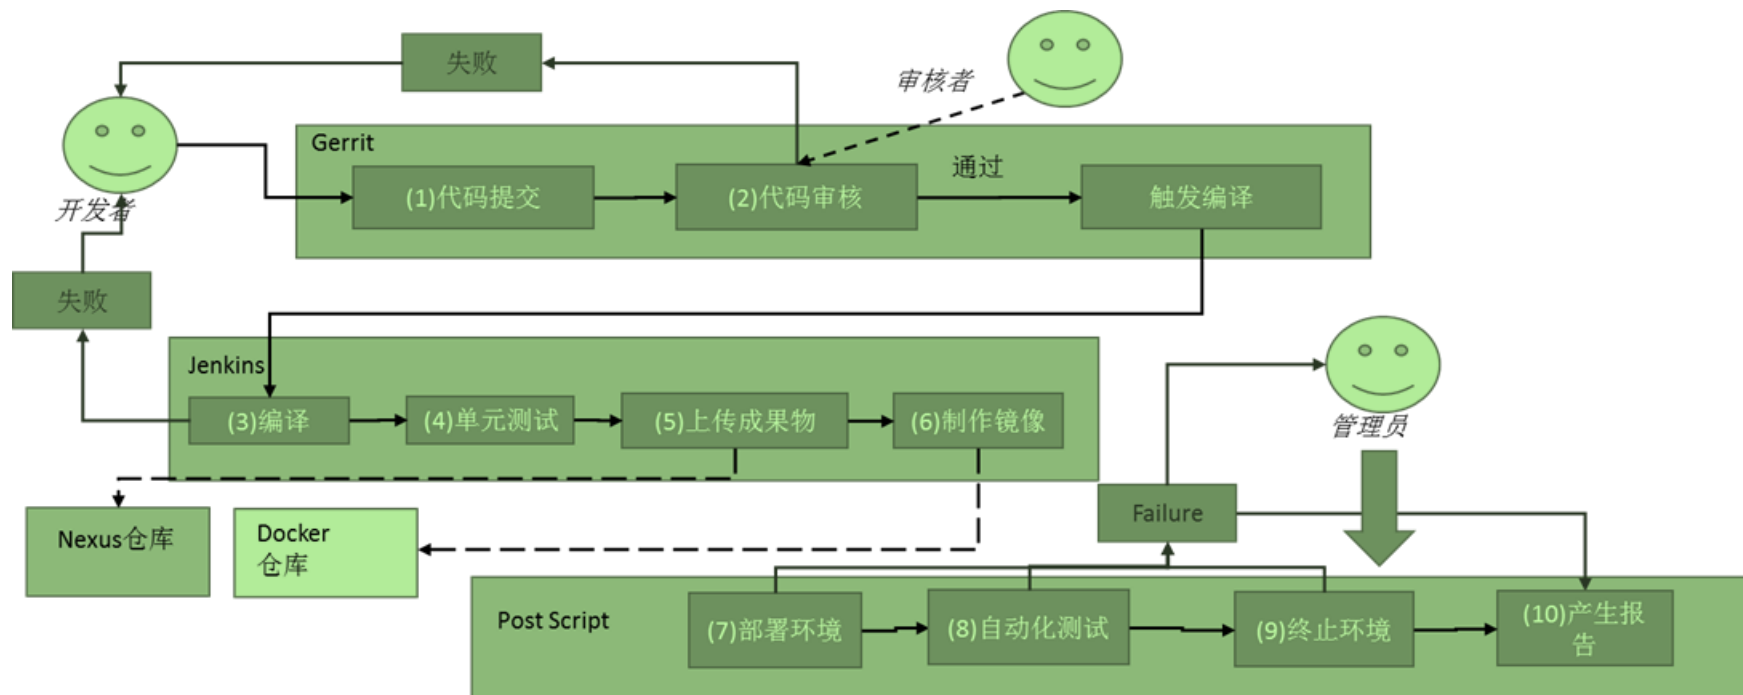 失败
审核者
Gerrit
通过
(1)代码提交
(2)代码审核
触发编译
开发者
失败
Jenkins
(3)编译
(4)单元测试
(5)上传成果物
(6)制作镜像
管理员
Nexus仓库
Docker
仓库
Failure
Post Script
(7)部署环境
(8)自动化测试
(9)终止环境
(10)产生报
告